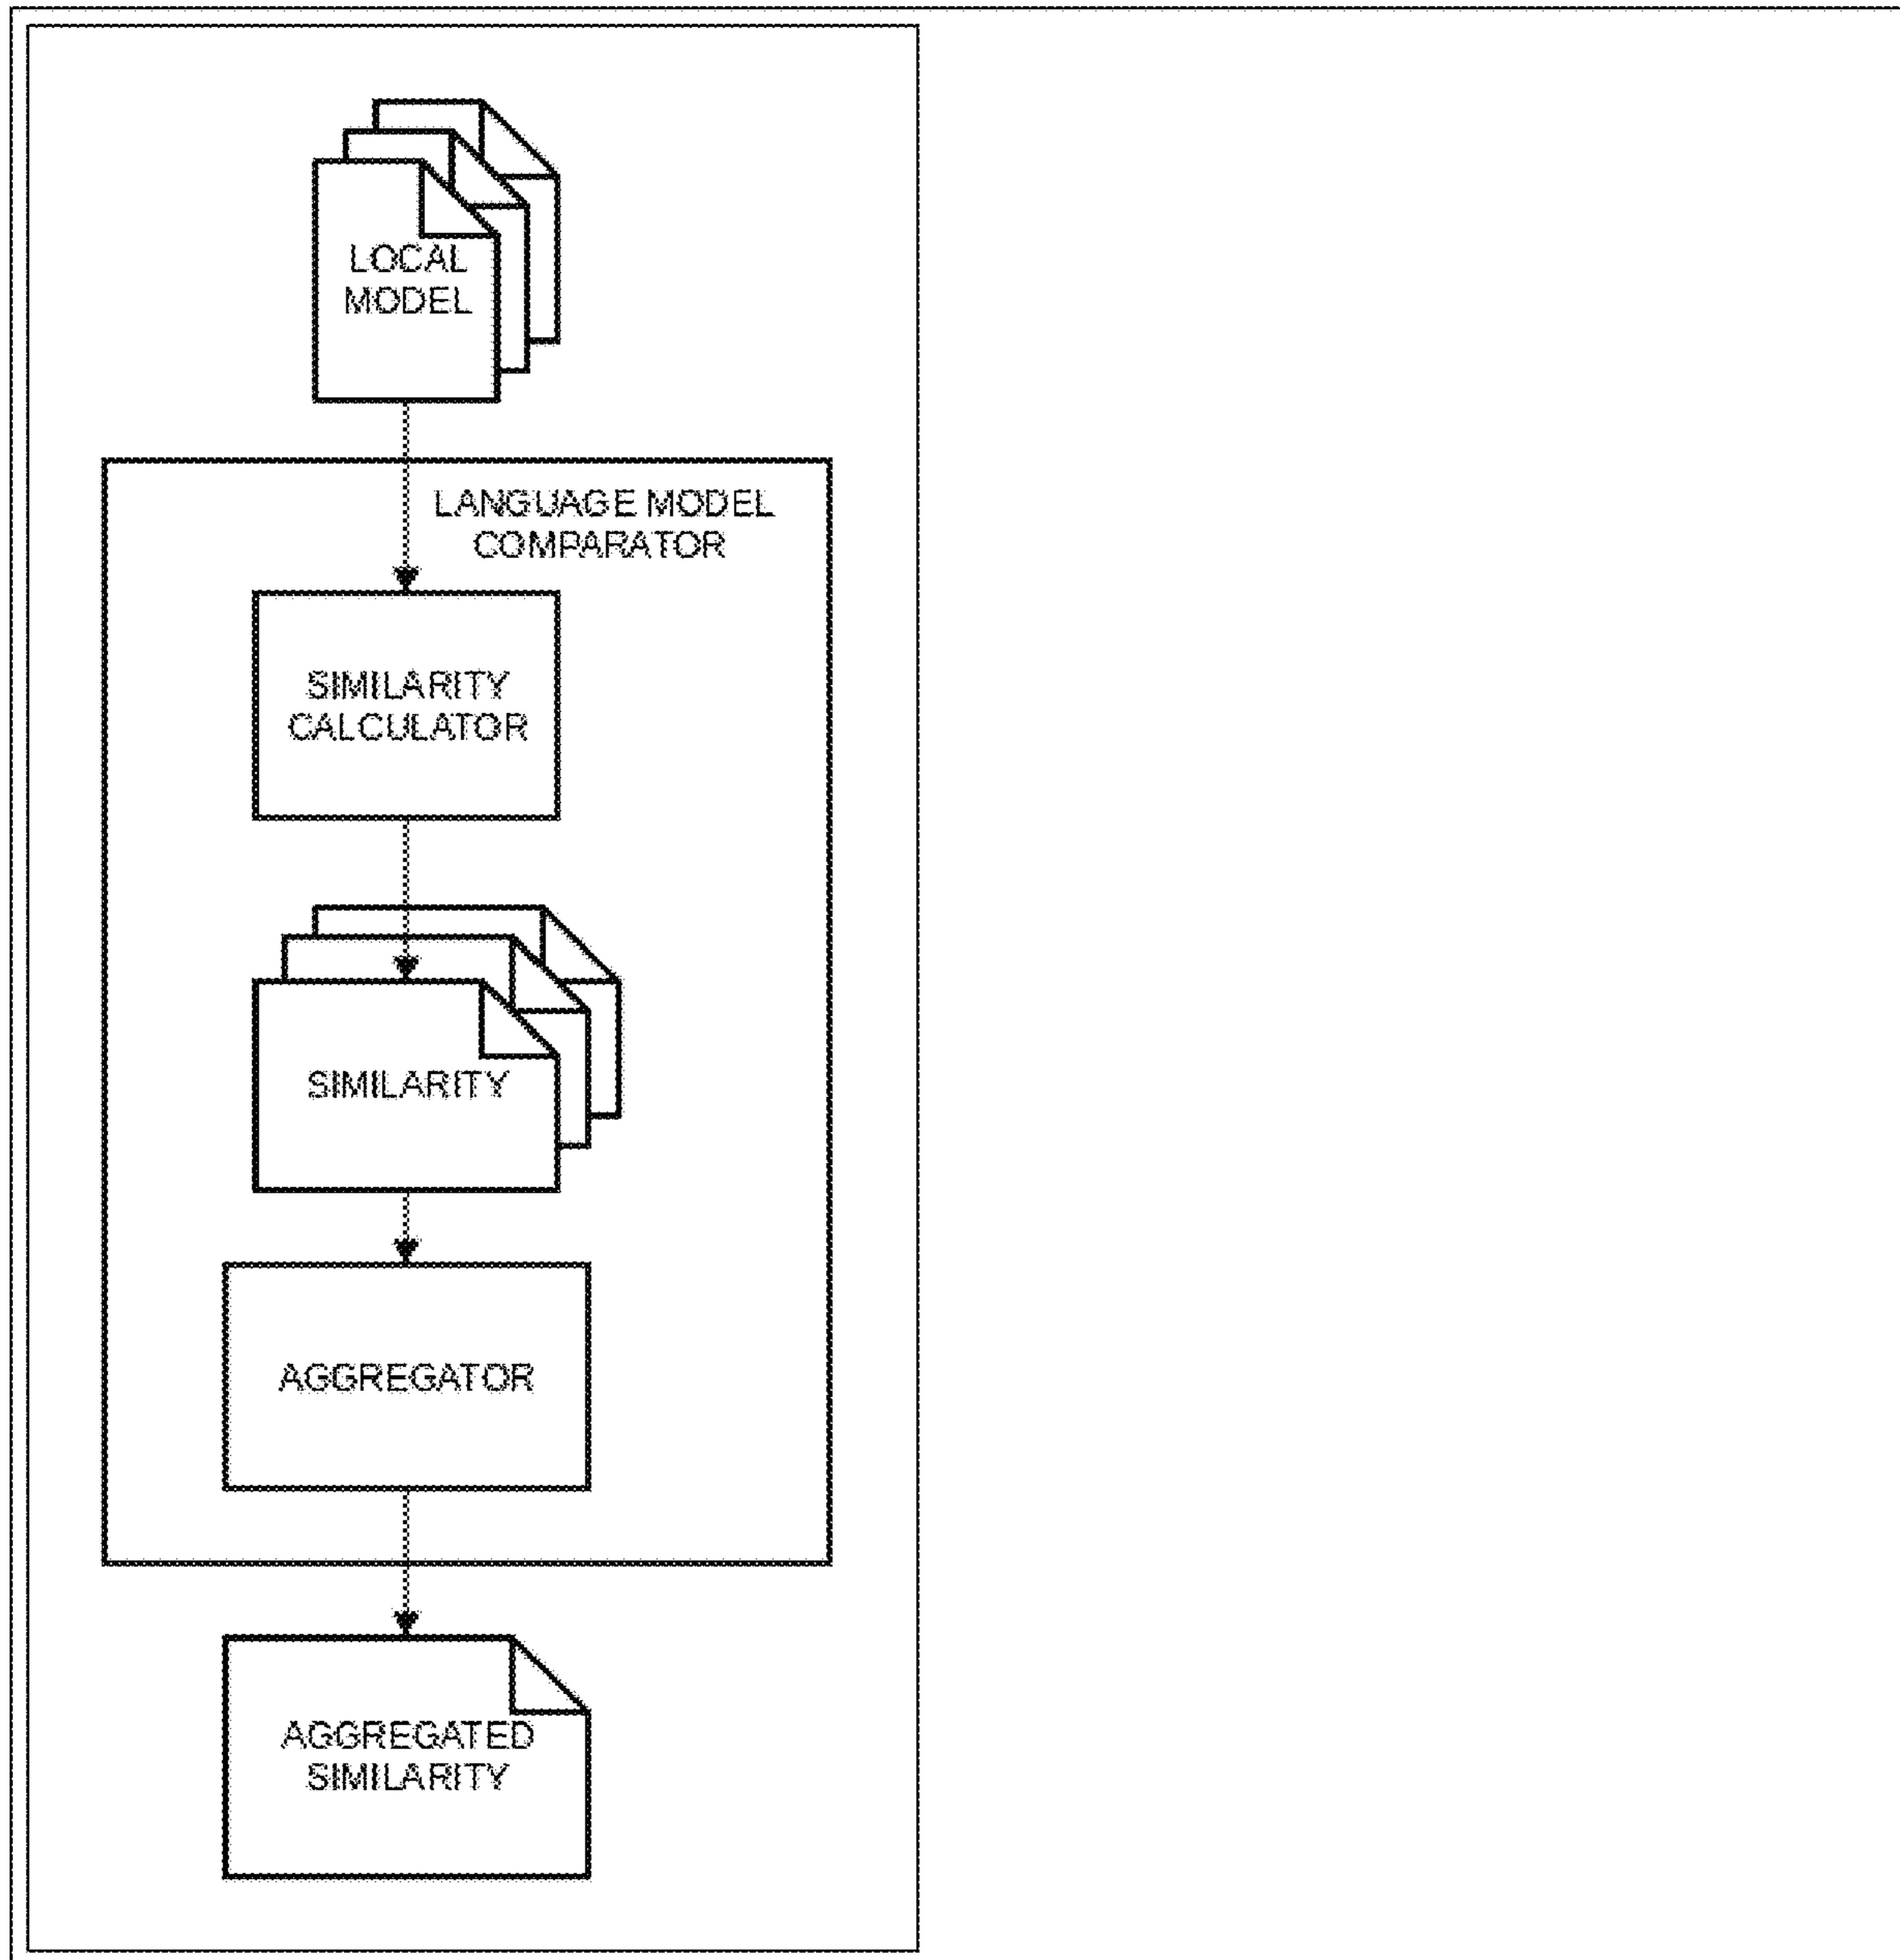 LOCAL
MODEL
LANGUAGE MODEL
COMPARATOR
SIMILARITY
CALCULATOR
SIMILARITY
AGGREGATOR
AGGREGATED
SIMILARITY